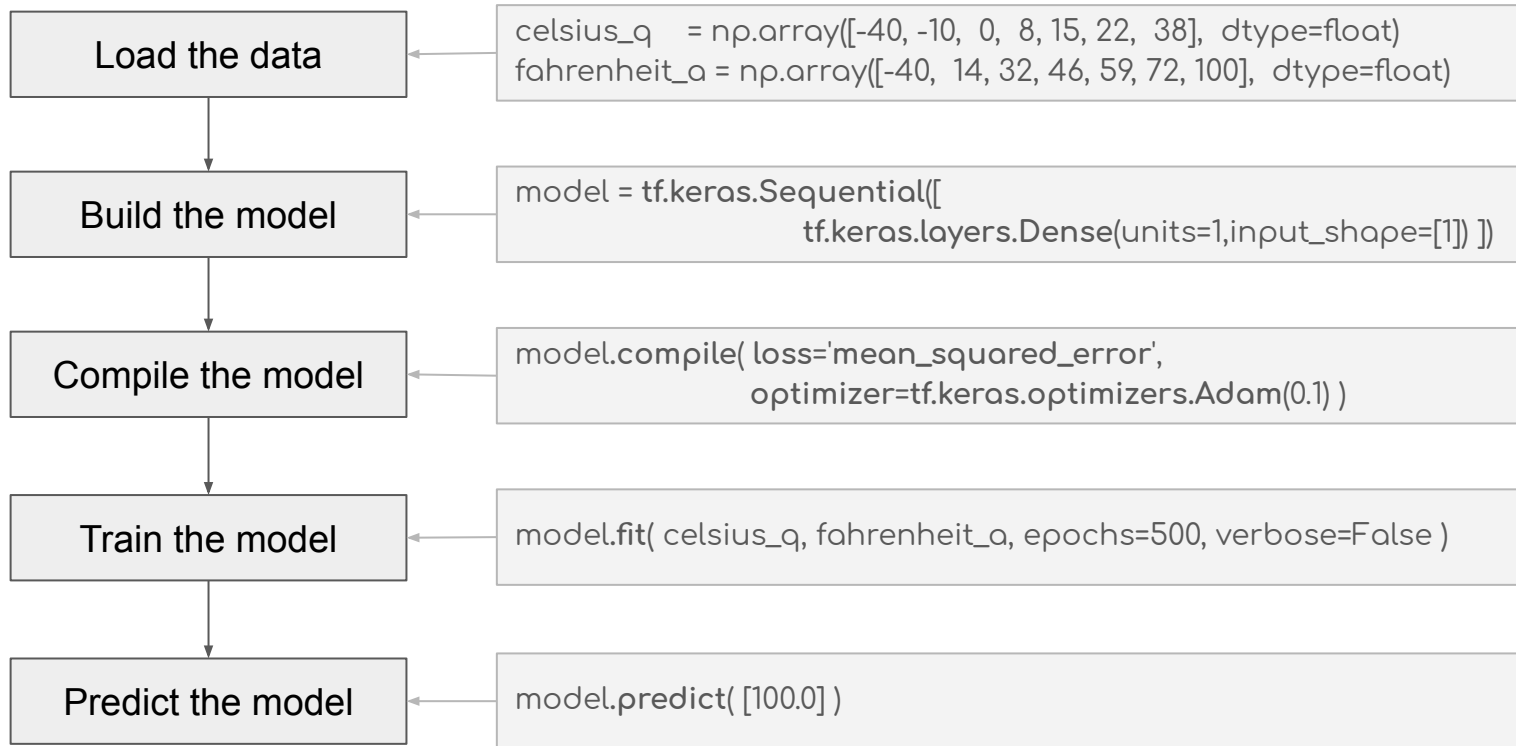 Load the data
celsius_q = np.array([-40, -10, 0, 8, 15, 22, 38], dtype=float)
fahrenheit_a = np.array([-40, 14, 32, 46, 59, 72, 100], dtype=float)
Build the model
model = tf.keras.Sequential([
tf.keras.layers.Dense(units=1,input_shape=[1]) ])
Compile the model
model.compile( loss='mean_squared_error',
optimizer=tf.keras.optimizers.Adam(0.1) )
Train the model
model.fit( celsius_q, fahrenheit_a, epochs=500, verbose=False )
Predict the model
model.predict( [100.0] )